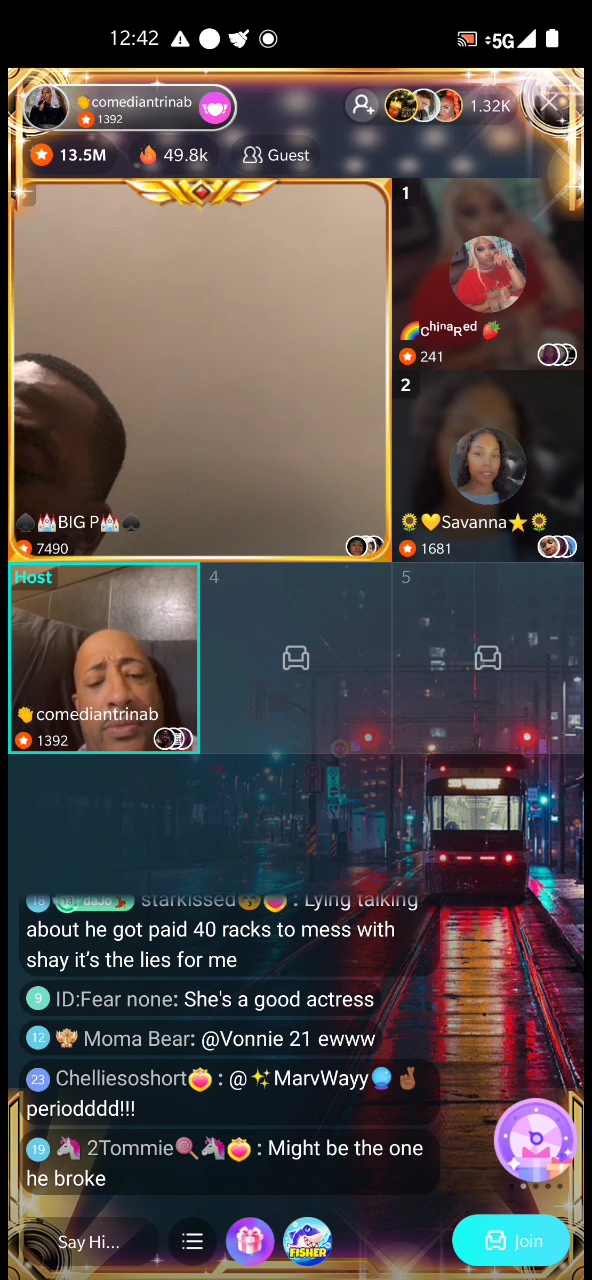 12:42
5G
👋comediantrinab
1392
1.32K
13.5M
49.8k
Guest
1
🌈cʰⁱⁿᵃʀᵉᵈ 🍓
241
2
🌻💛Savanna⭐🌻
1681
♠️🏰BIG P🏰♠️
7490
Host
4
5
👋comediantrinab
1392
starkissed😚💗 : Lying talking
about he got paid 40 racks to mess with
shay it's the lies for me
9 ID:Fear none: She's a good actress
12 Moma Bear: @Vonnie 21 ewww
23 Chelliesoshort : @✨MarvWayy🔮🤞🏾
periodddd!!!
19 🦄 2Tommie🍭🦄 : Might be the one
he broke
Say Hi...
FISHER
Join